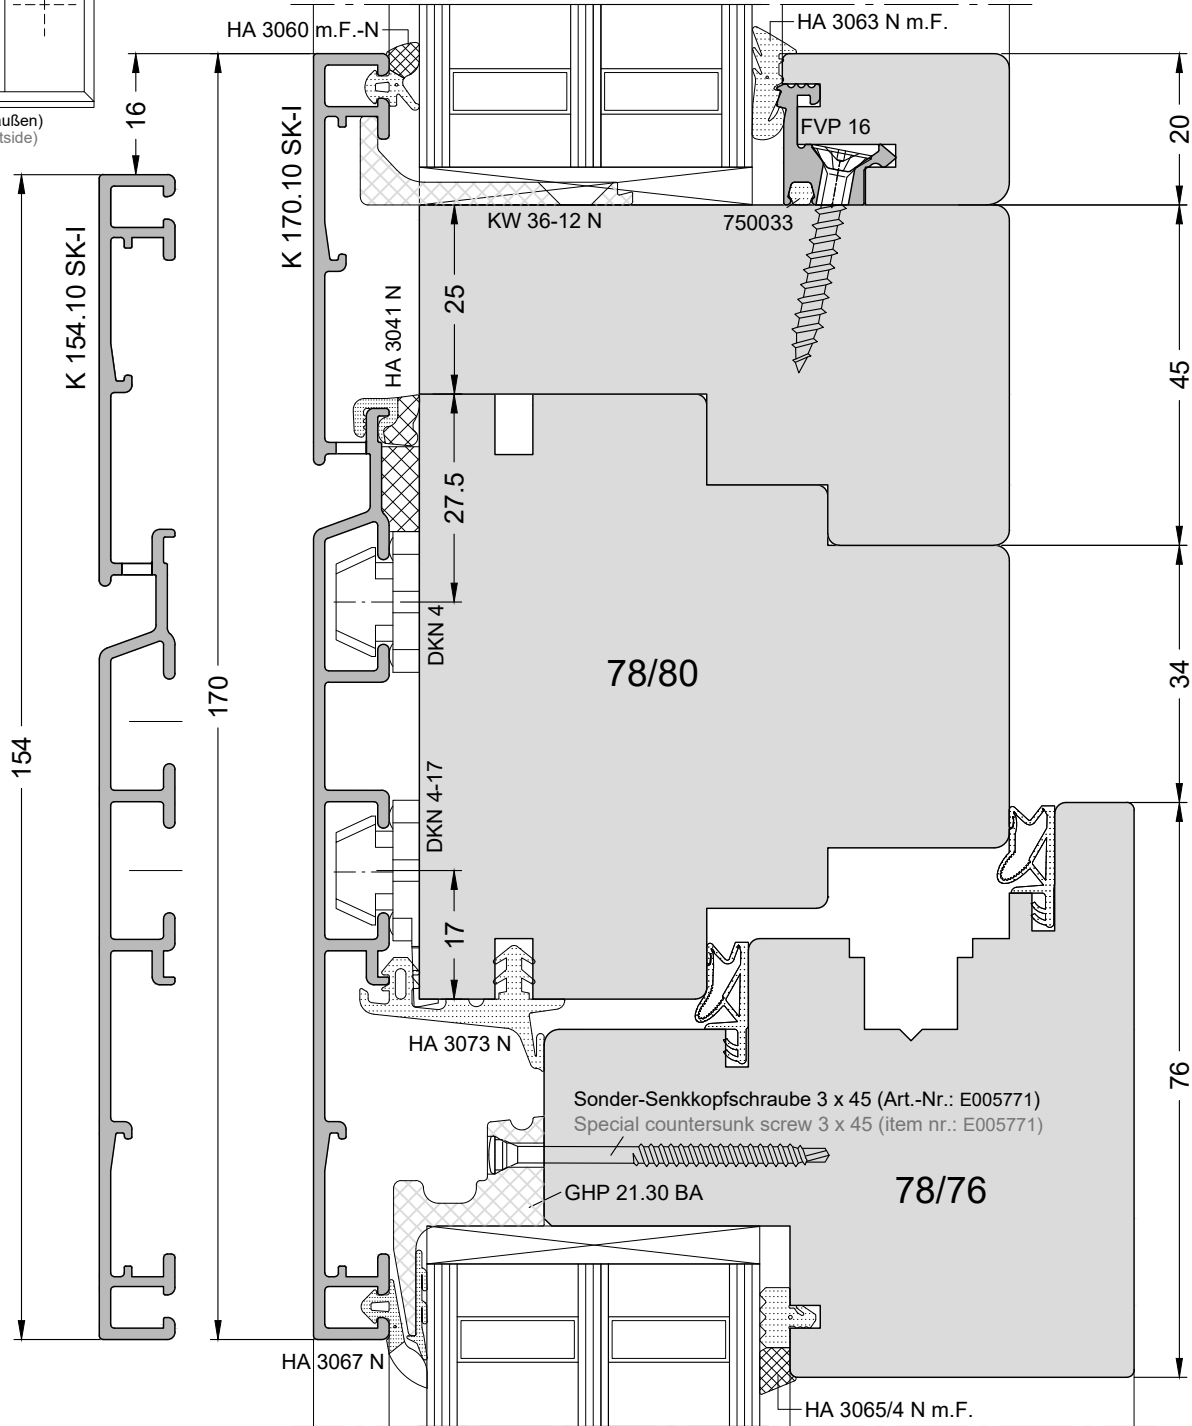 HA 3060 m.F.-N
HA 3063 N m.F.
außen)
tside)
16
K 170.10 SK-I
FVP 16
20
K 154.10 SK-I
KW 36-12 N
750033
25
HA 3041 N
45
27.5
DKN 4
78/80
34
170
154
DKN 4-17
17
HA 3073 N
76
Sonder-Senkkopfschraube 3 x 45 (Art.-Nr.: E005771)
Special countersunk screw 3 x 45 (item nr.: E005771)
78/76
GHP 21.30 BA
HA 3067 N
HA 3065/4 N m.F.